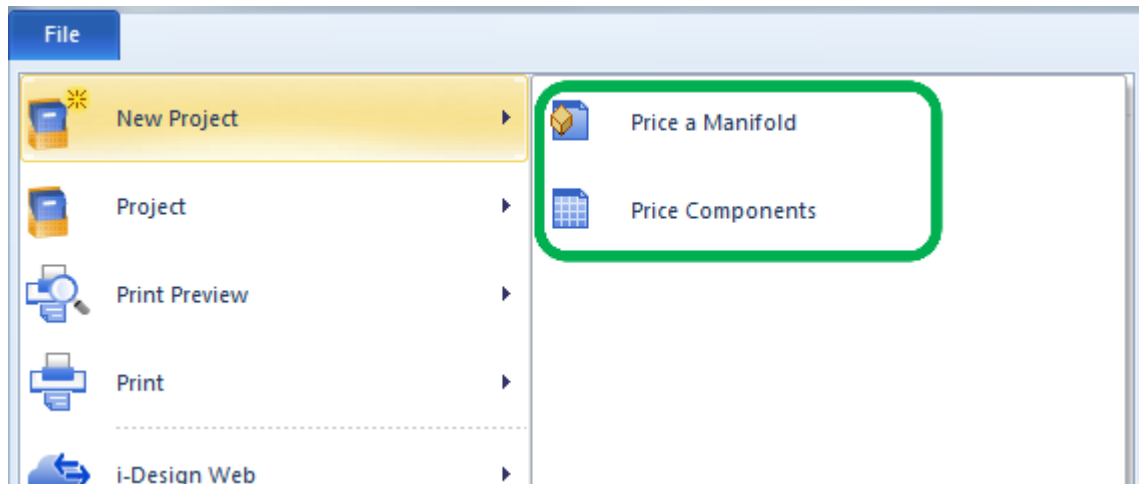 File
New Project
Price a Manifold
Project
Price Components
Print Preview
Print
i-Design Web